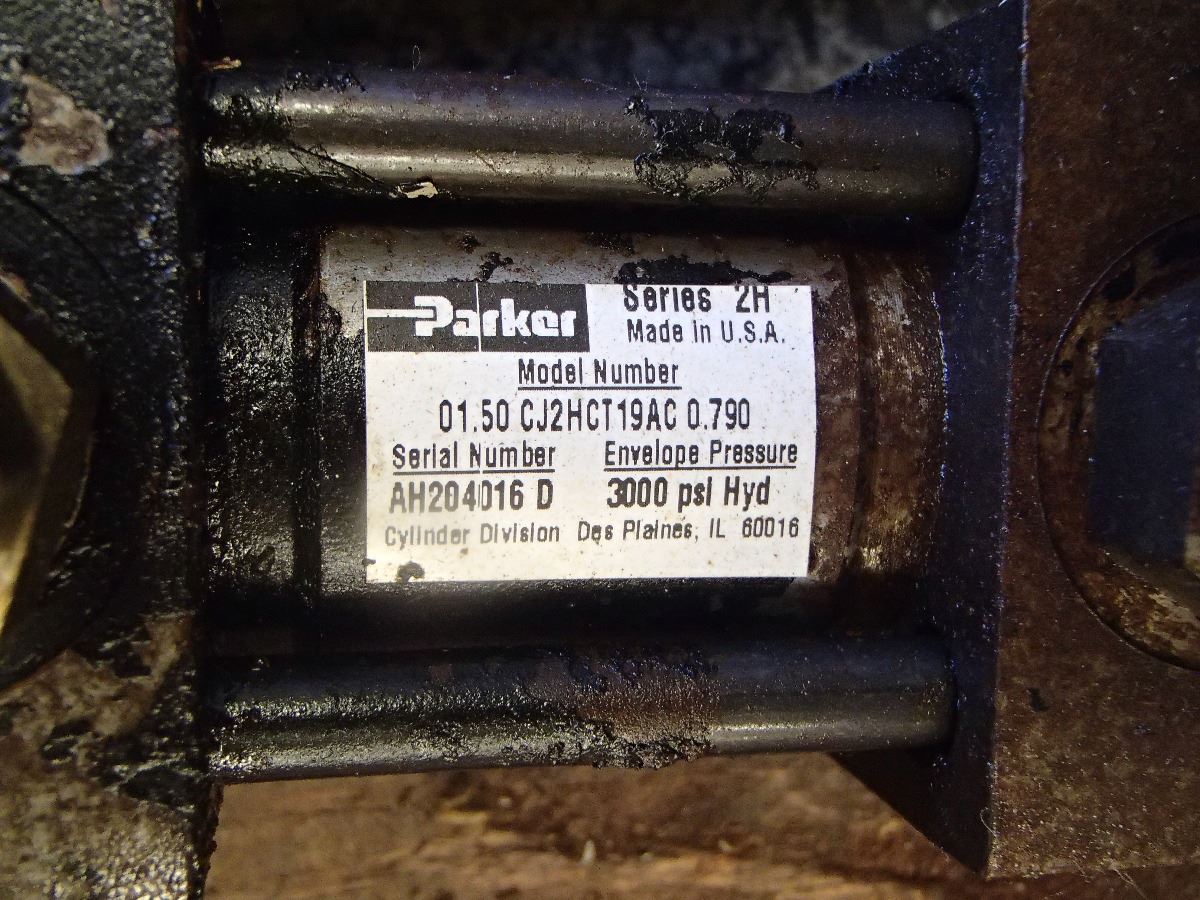 Parker
Series 2H
Made in U.S.A.
Model Number
01.50 CJ2HCT19AC 0.790
Serial Number Envelope Pressure
AH204016 D 3000 psi Hyd
Cylinder Division Des Plaines, IL 60016